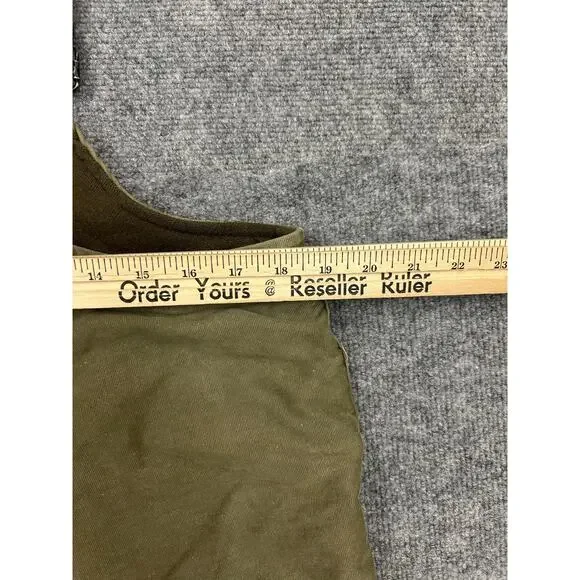 14 15 16 17 18 19 20 21 22 23
Order Yours @ Reseller Ruler